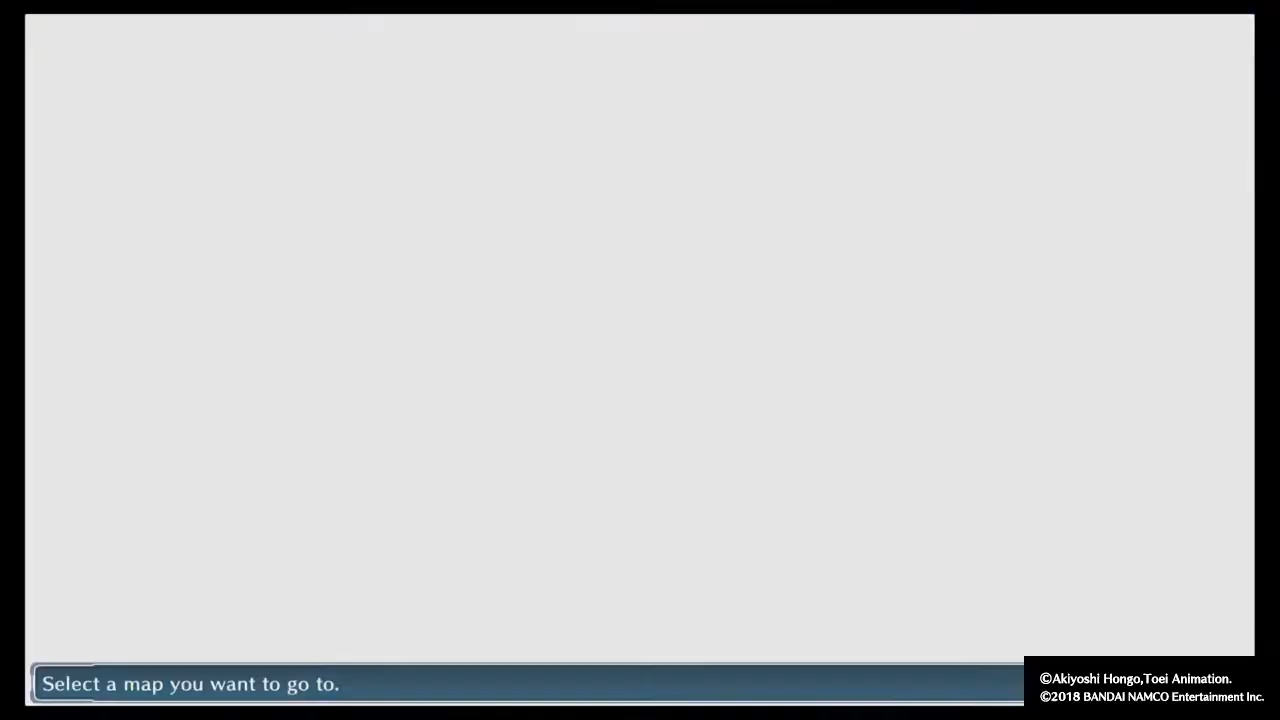 Select a map you want to go to.
©Akiyoshi Hongo,Toei Animation.
©2018 BANDAI NAMCO Entertainment Inc.